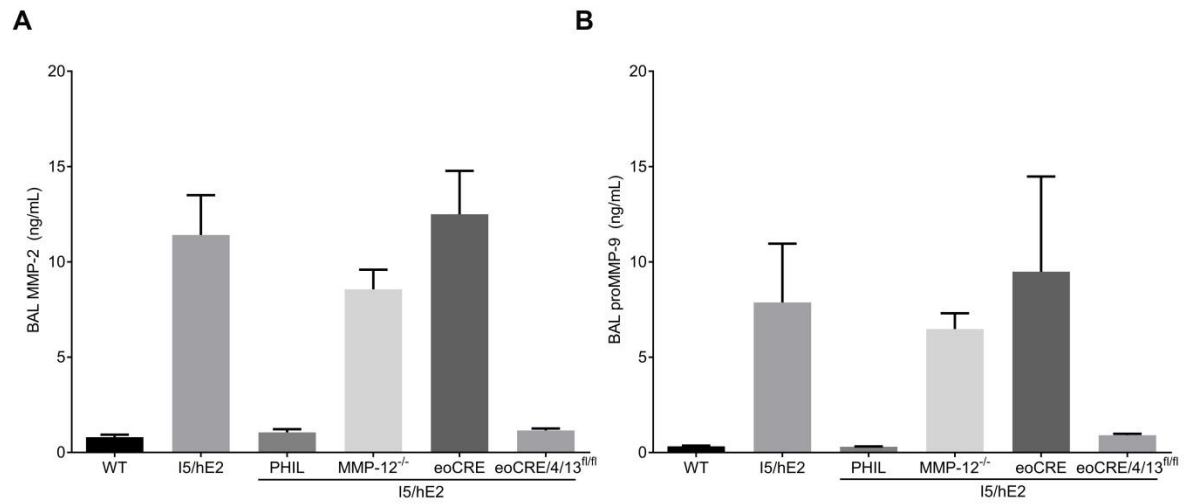 A
BAL MMP-2 (ng/mL)
20
15
10
5
0
WT I5/hE2 PHIL MMP-12-/- eoCRE eoCRE/4/13fl/fl
I5/hE2
B
BAL proMMP-9 (ng/mL)
20
15
10
5
0
WT I5/hE2 PHIL MMP-12-/- eoCRE eoCRE/4/13fl/fl
I5/hE2